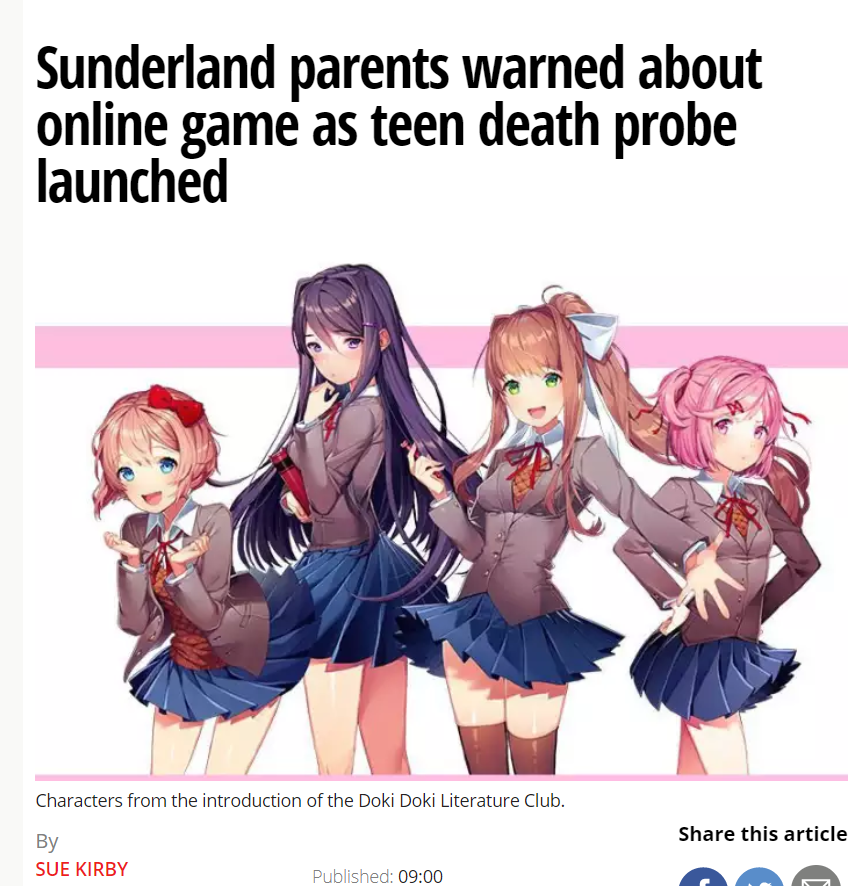 Sunderland parents warned about
online game as teen death probe
launched
Characters from the introduction of the Doki Doki Literature Club.
By
SUE KIRBY
Published: 09:00
Share this article